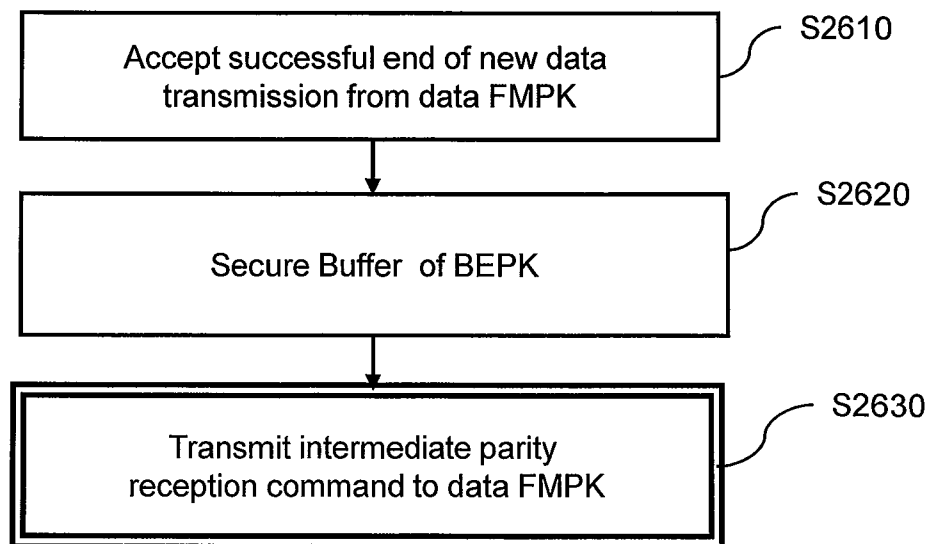 S2610
Accept successful end of new data
transmission from data FMPK
S2620
Secure Buffer of BEPK
S2630
Transmit intermediate parity
reception command to data FMPK